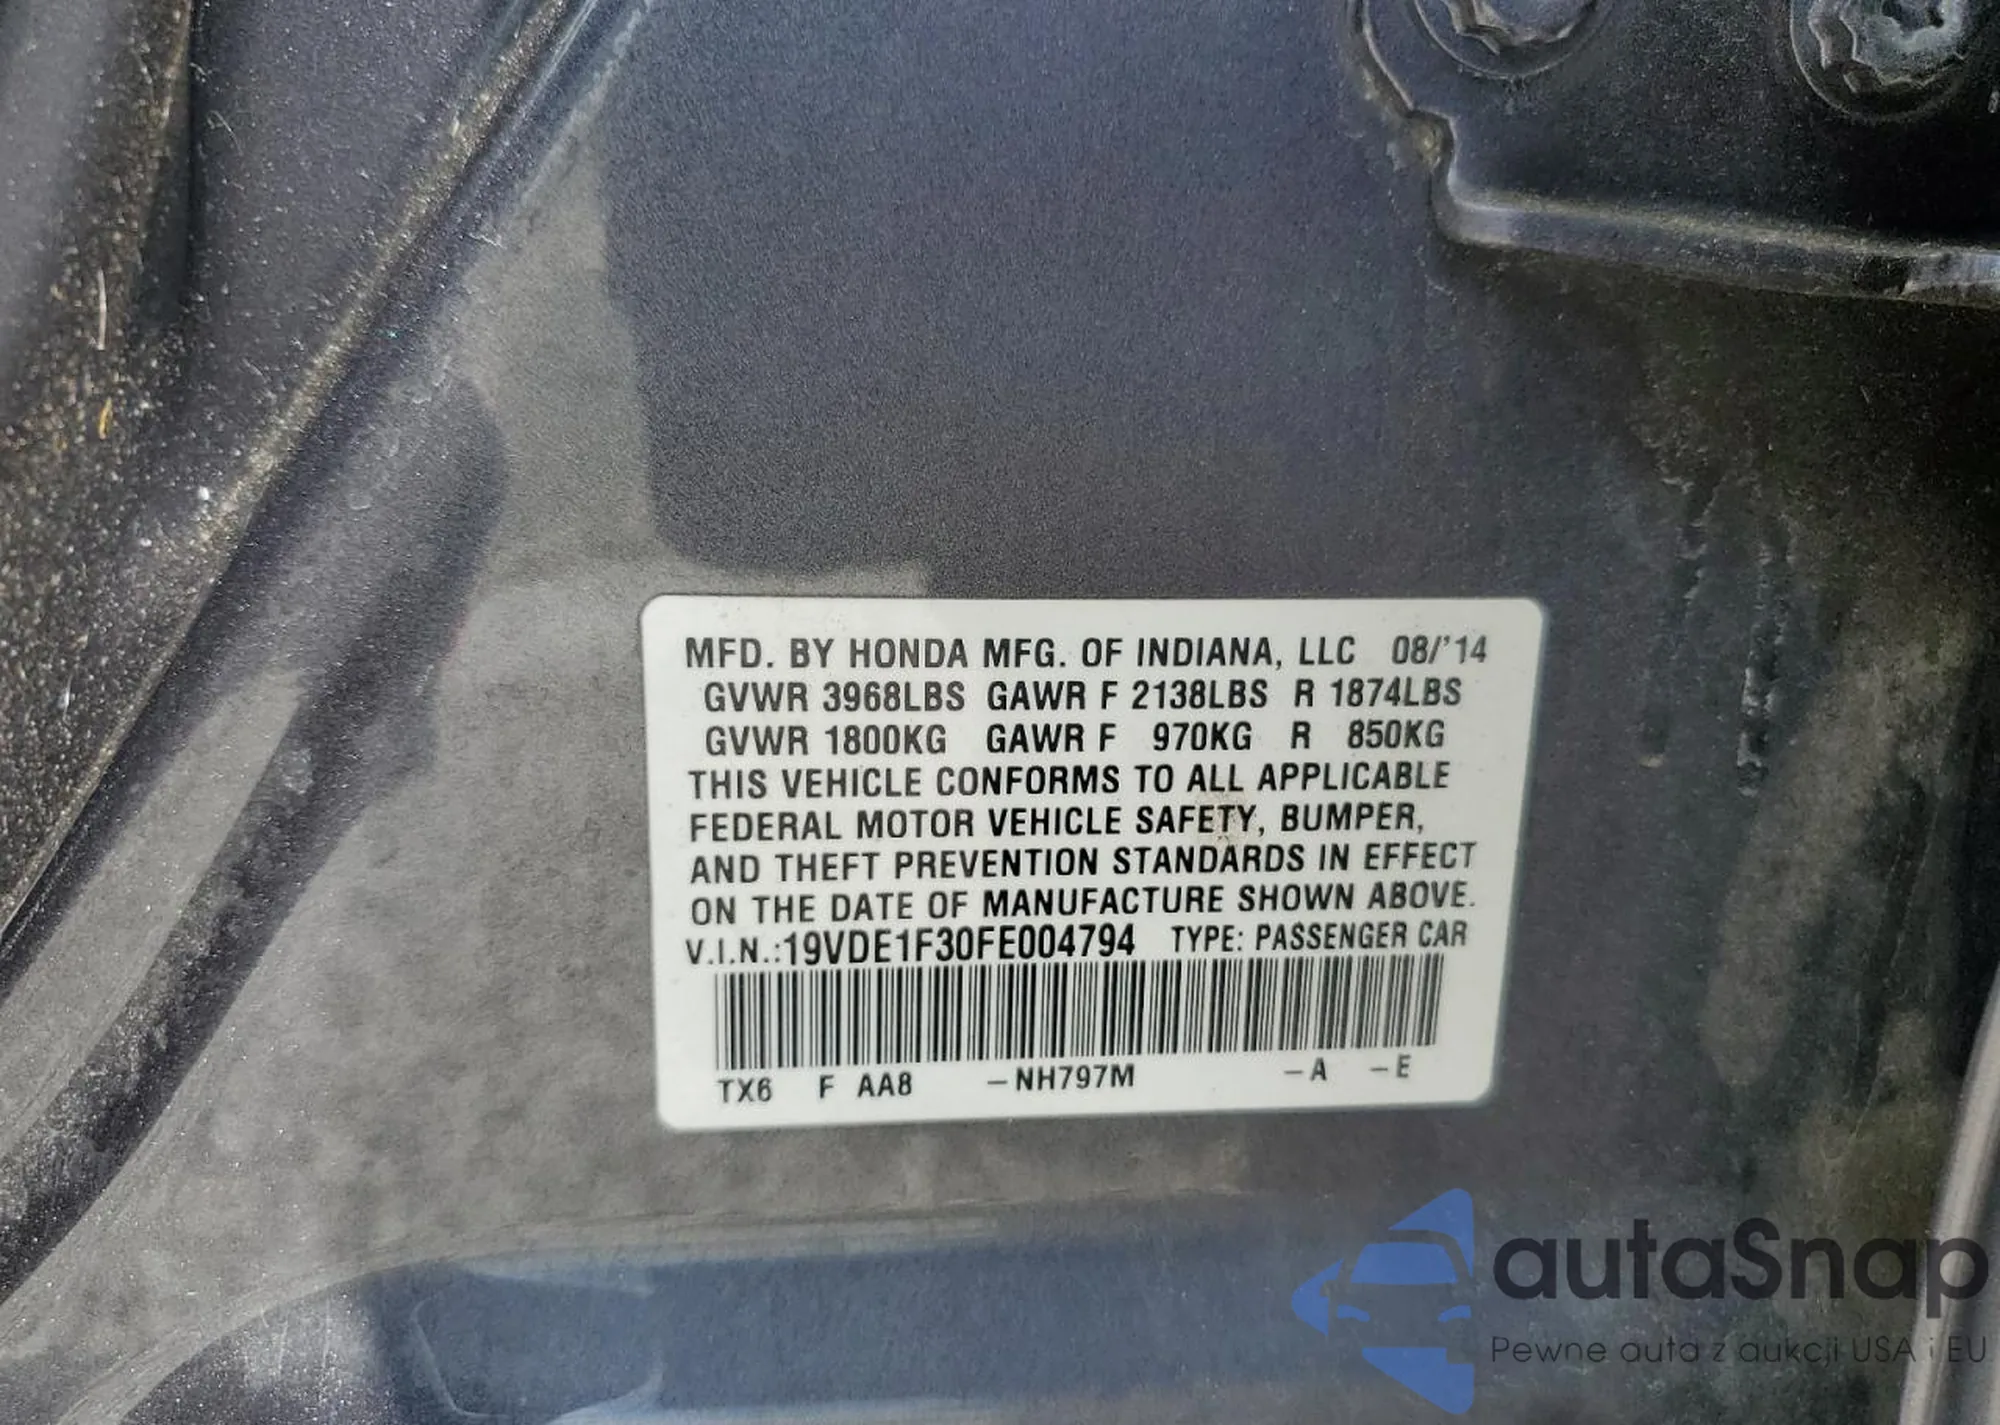 MFD. BY HONDA MFG. OF INDIANA, LLC 08/'14
GVWR 3968LBS GAWR F 2138LBS R 1874LBS
GVWR 1800KG GAWR F 970KG R 850KG
THIS VEHICLE CONFORMS TO ALL APPLICABLE
FEDERAL MOTOR VEHICLE SAFETY, BUMPER,
AND THEFT PREVENTION STANDARDS IN EFFECT
ON THE DATE OF MANUFACTURE SHOWN ABOVE.
V.I.N.:19VDE1F30FE004794 TYPE: PASSENGER CAR
TX6 F AA8 -NH797M -A -E
autaSnap
Pewne auta z aukcji USA i EU